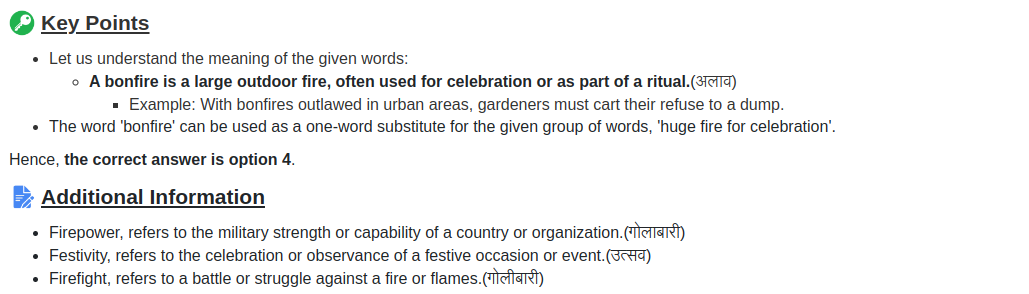 Key Points
Let us understand the meaning of the given words:
A bonfire is a large outdoor fire, often used for celebration or as part of a ritual.(अलाव)
Example: With bonfires outlawed in urban areas, gardeners must cart their refuse to a dump.
The word 'bonfire' can be used as a one-word substitute for the given group of words, 'huge fire for celebration'.
Hence, the correct answer is option 4.
Additional Information
Firepower, refers to the military strength or capability of a country or organization.(गोलाबारी)
Festivity, refers to the celebration or observance of a festive occasion or event.(उत्सव)
Firefight, refers to a battle or struggle against a fire or flames.(गोलीबारी)